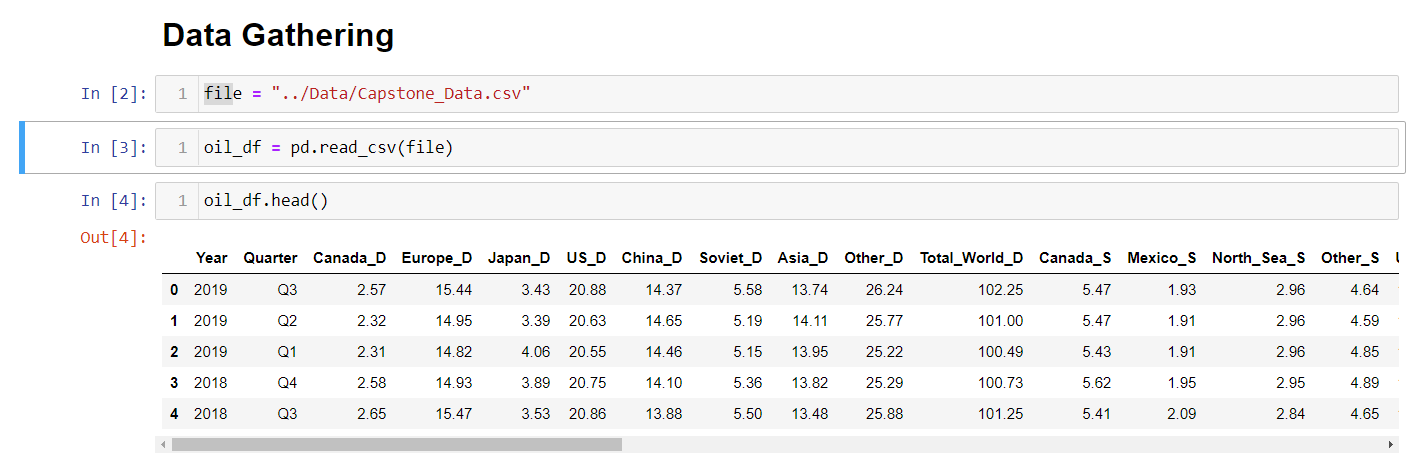 Data Gathering
In [2]: 1 file = "../Data/Capstone_Data.csv"
In [3]: 1 oil_df = pd.read_csv(file)
In [4]: 1 oil_df.head()
Out[4]:
Year Quarter Canada_D Europe_D Japan_D US_D China_D Soviet_D Asia_D Other_D Total_World_D Canada_S Mexico_S North_Sea_S Other_S
0 2019 Q3 2.57 15.44 3.43 20.88 14.37 5.58 13.74 26.24 102.25 5.47 1.93 2.96 4.64
1 2019 Q2 2.32 14.95 3.39 20.63 14.65 5.19 14.11 25.77 101.00 5.47 1.91 2.96 4.59
2 2019 Q1 2.31 14.82 4.06 20.55 14.46 5.15 13.95 25.22 100.49 5.43 1.91 2.96 4.85
3 2018 Q4 2.58 14.93 3.89 20.75 14.10 5.36 13.82 25.29 100.73 5.62 1.95 2.95 4.89
4 2018 Q3 2.65 15.47 3.53 20.86 13.88 5.50 13.48 25.88 101.25 5.41 2.09 2.84 4.65